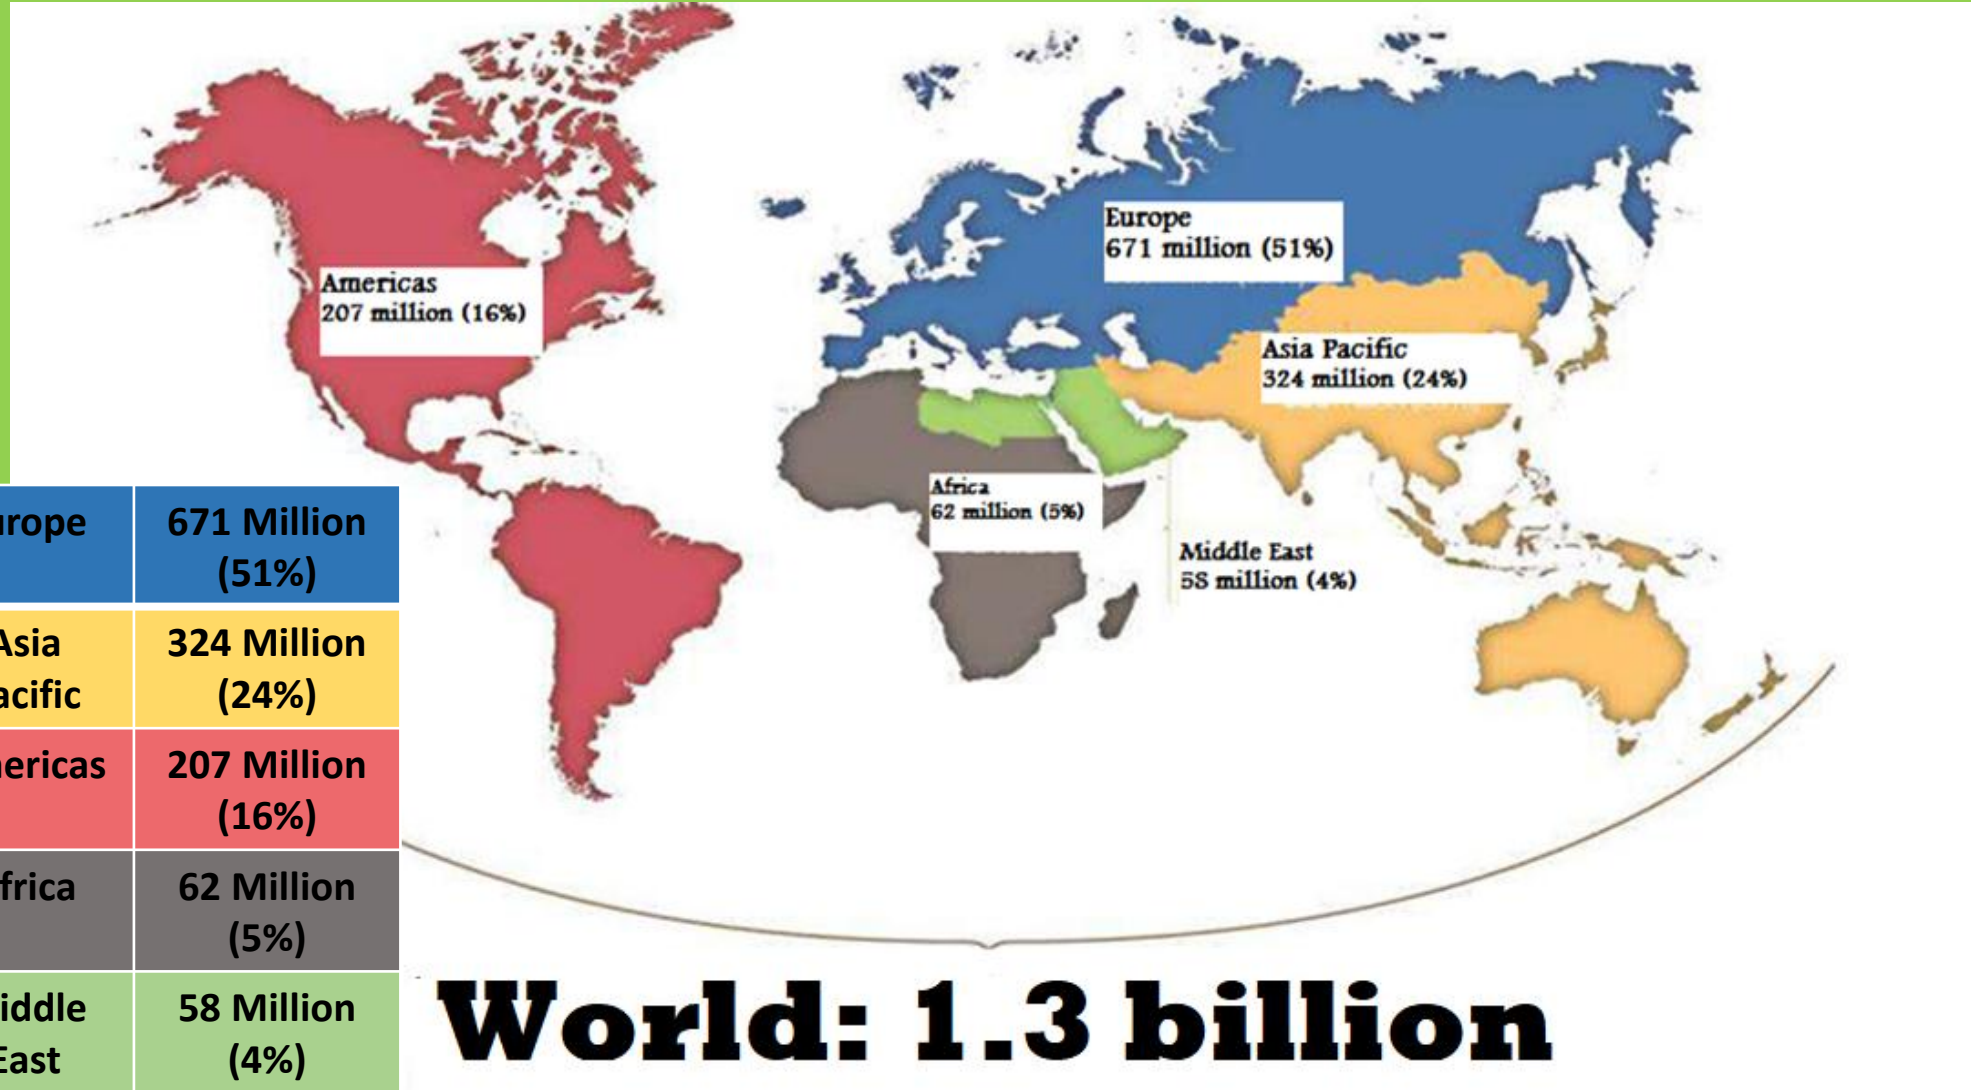 Europe
671 million (51%)
Americas
207 million (16%)
Asia Pacific
324 million (24%)
Africa
62 million (5%)
Middle East
58 million (4%)
urope
671 Million
(51%)
Asia
acific
324 Million
(24%)
ericas
207 Million
(16%)
frica
62 Million
(5%)
iddle
East
58 Million
(4%)
World: 1.3 billion